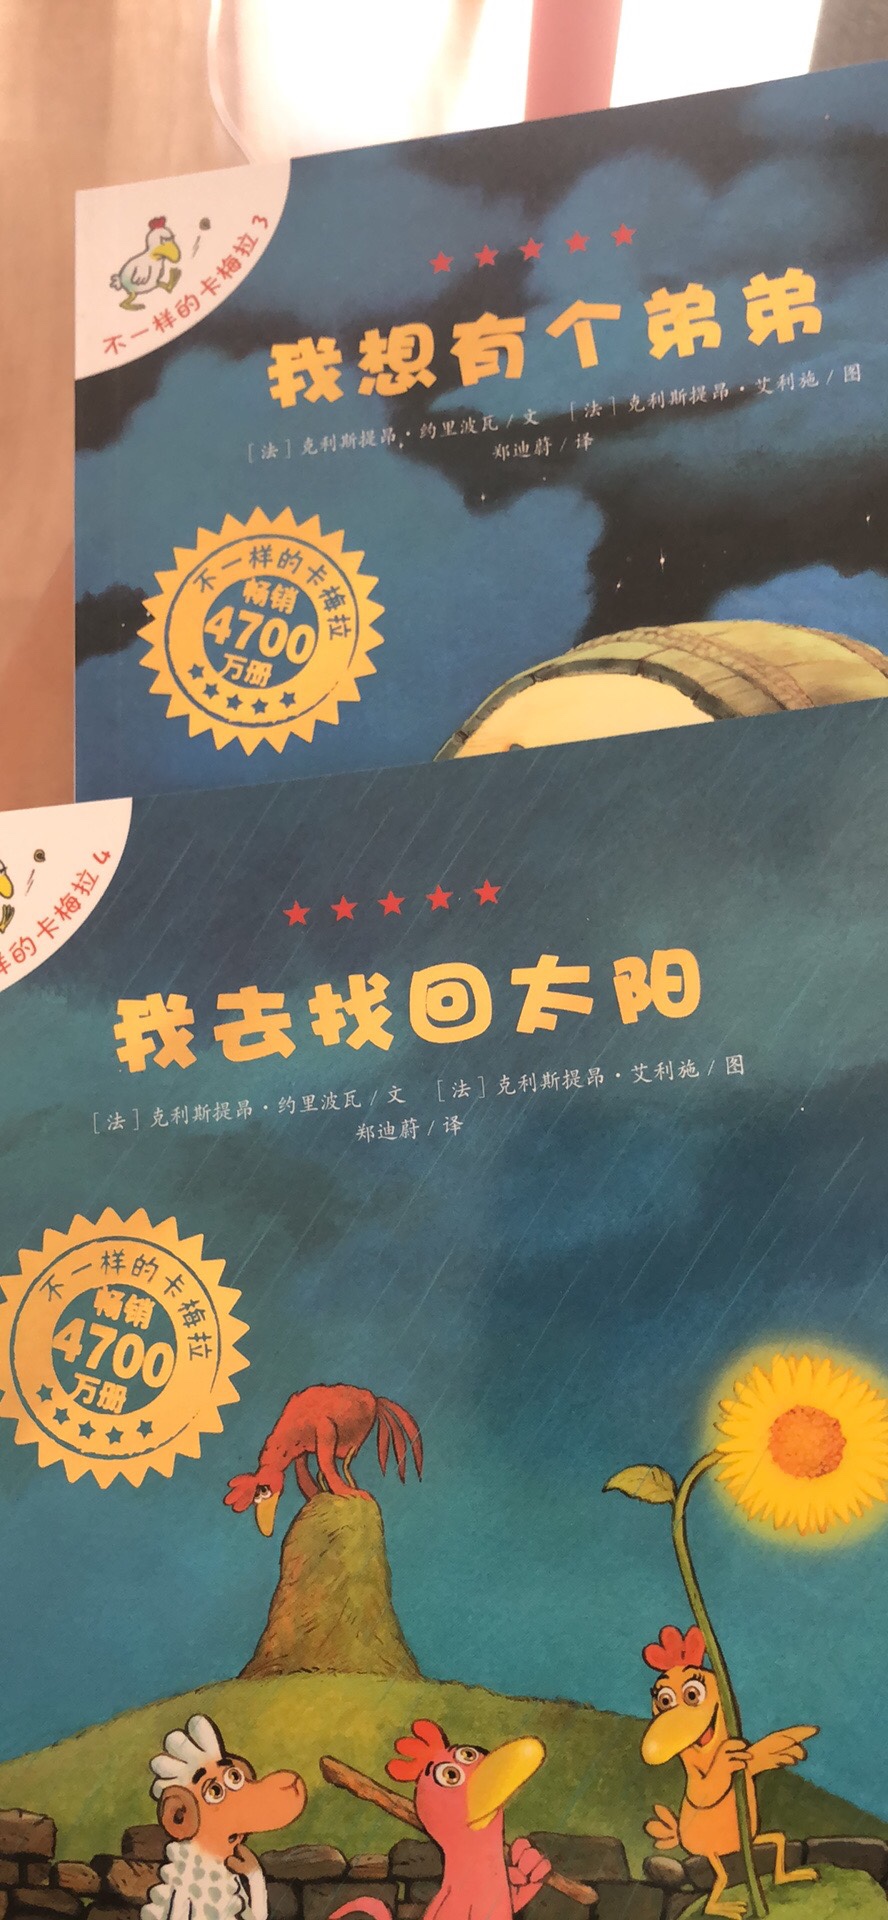 不一样的卡梅拉3
我想有个弟弟
［法］克利斯提昂·约里波瓦/文 ［法］克利斯提昂·艾利施/图
郑迪蔚/译
不一样的卡梅拉
畅销
4700
万册
样的卡梅拉4
我去找回太阳
［法］克利斯提昂·约里波瓦/文 ［法］克利斯提昂·艾利施/图
郑迪蔚/译
不一样的卡梅拉
畅销
4700
万册